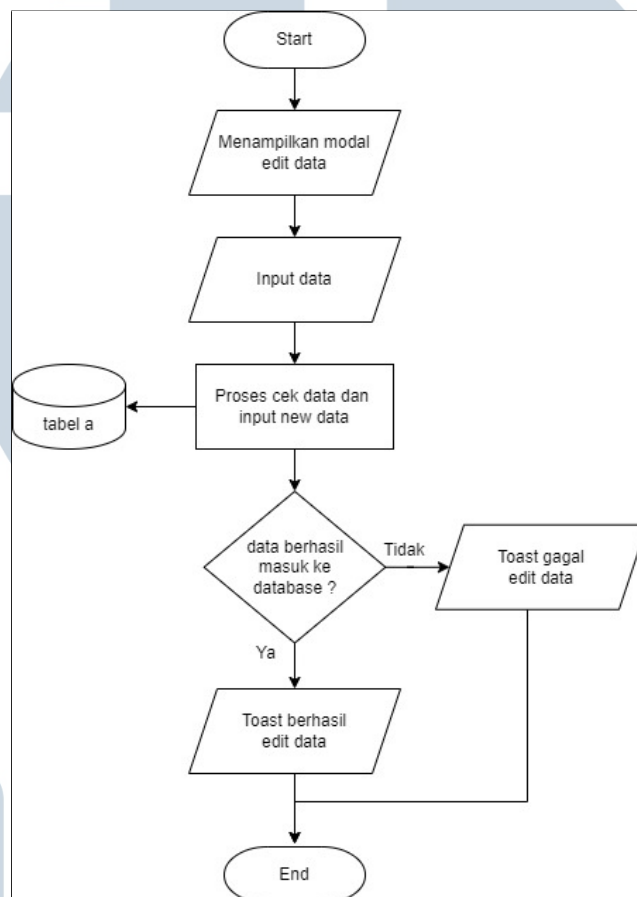 Start
Menampilkan modal
edit data
Input data
Proses cek data dan
input new data
tabel a
data berhasil
masuk ke
database ?
Tidak
Toast gagal
edit data
Ya
Toast berhasil
edit data
End